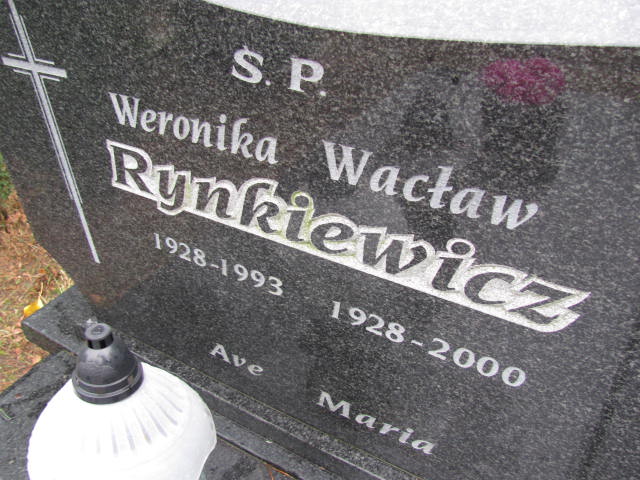 S. P.
Weronika Wacław
Rynkiewicz
1928-1993 1928-2000
Ave Maria